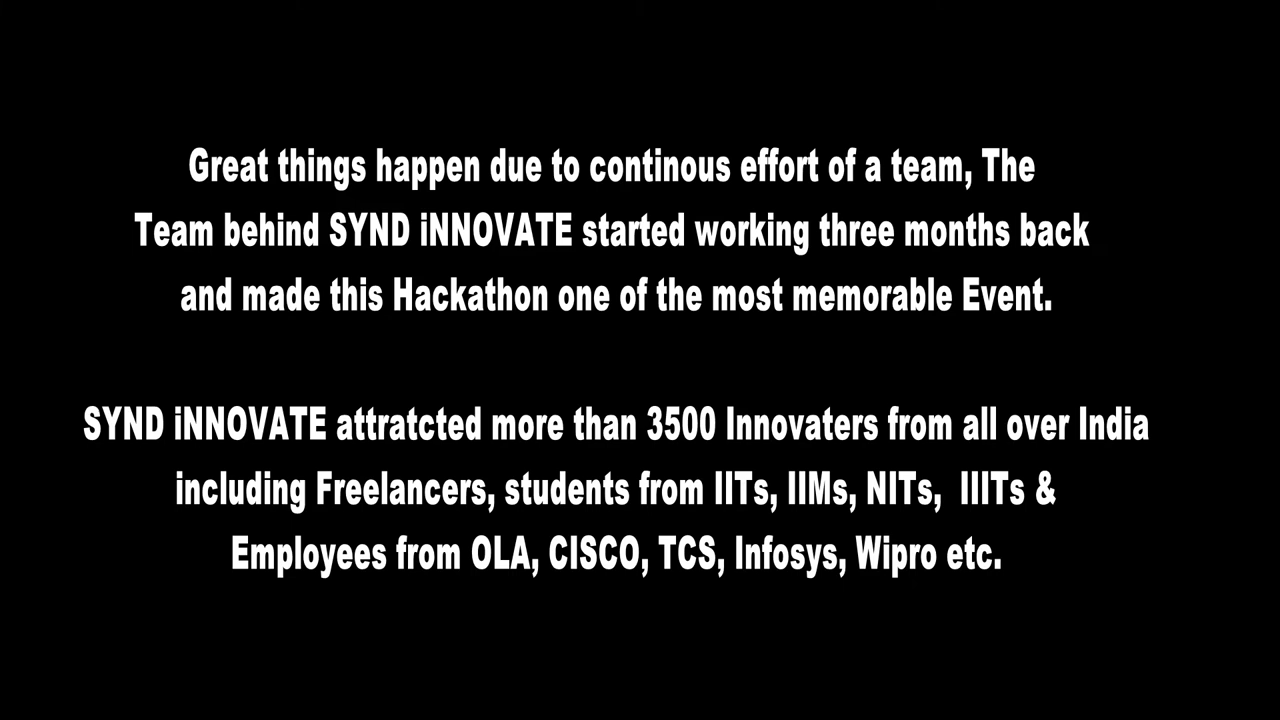 Great things happen due to continous effort of a team, The
Team behind SYND iNNOVATE started working three months back
and made this Hackathon one of the most memorable Event.
SYND iNNOVATE attratcted more than 3500 Innovaters from all over India
including Freelancers, students from IITs, IIMs, NITs,  IIITs &
Employees from OLA, CISCO, TCS, Infosys, Wipro etc.